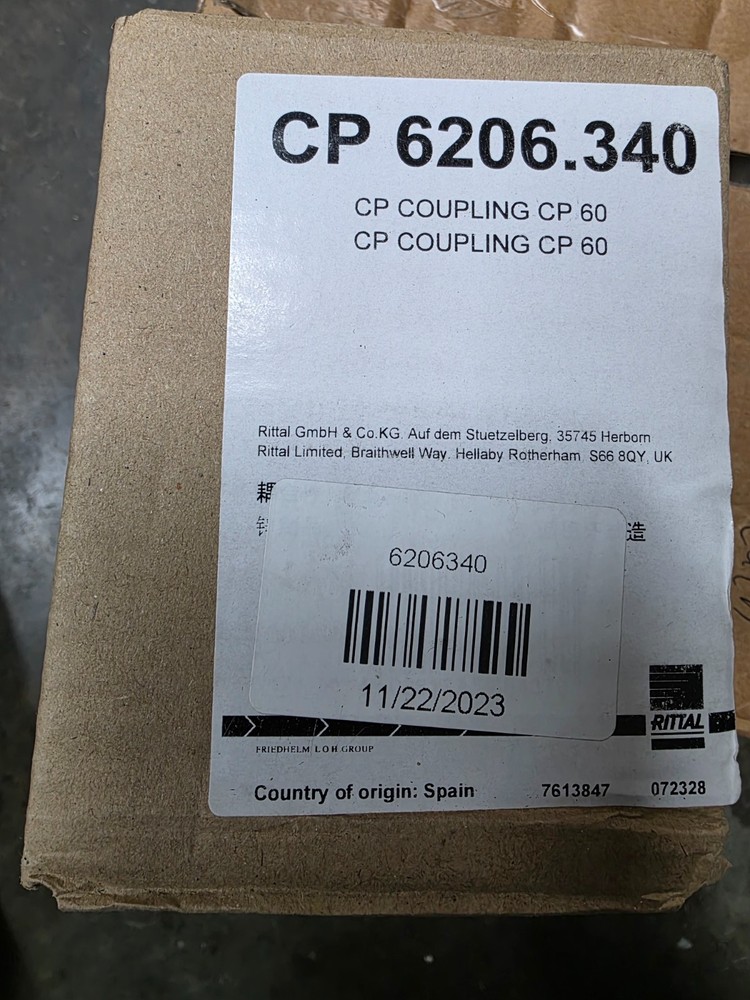 CP 6206.340
CP COUPLING CP 60
CP COUPLING CP 60
Rittal GmbH & Co.KG. Auf dem Stuetzelberg, 35745 Herborn
Rittal Limited, Braithwell Way. Hellaby Rotherham, S66 8QY, UK
耦
造
6206340
11/22/2023
RITTAL
FRIEDHELM LOH GROUP
Country of origin: Spain 7613847 072328